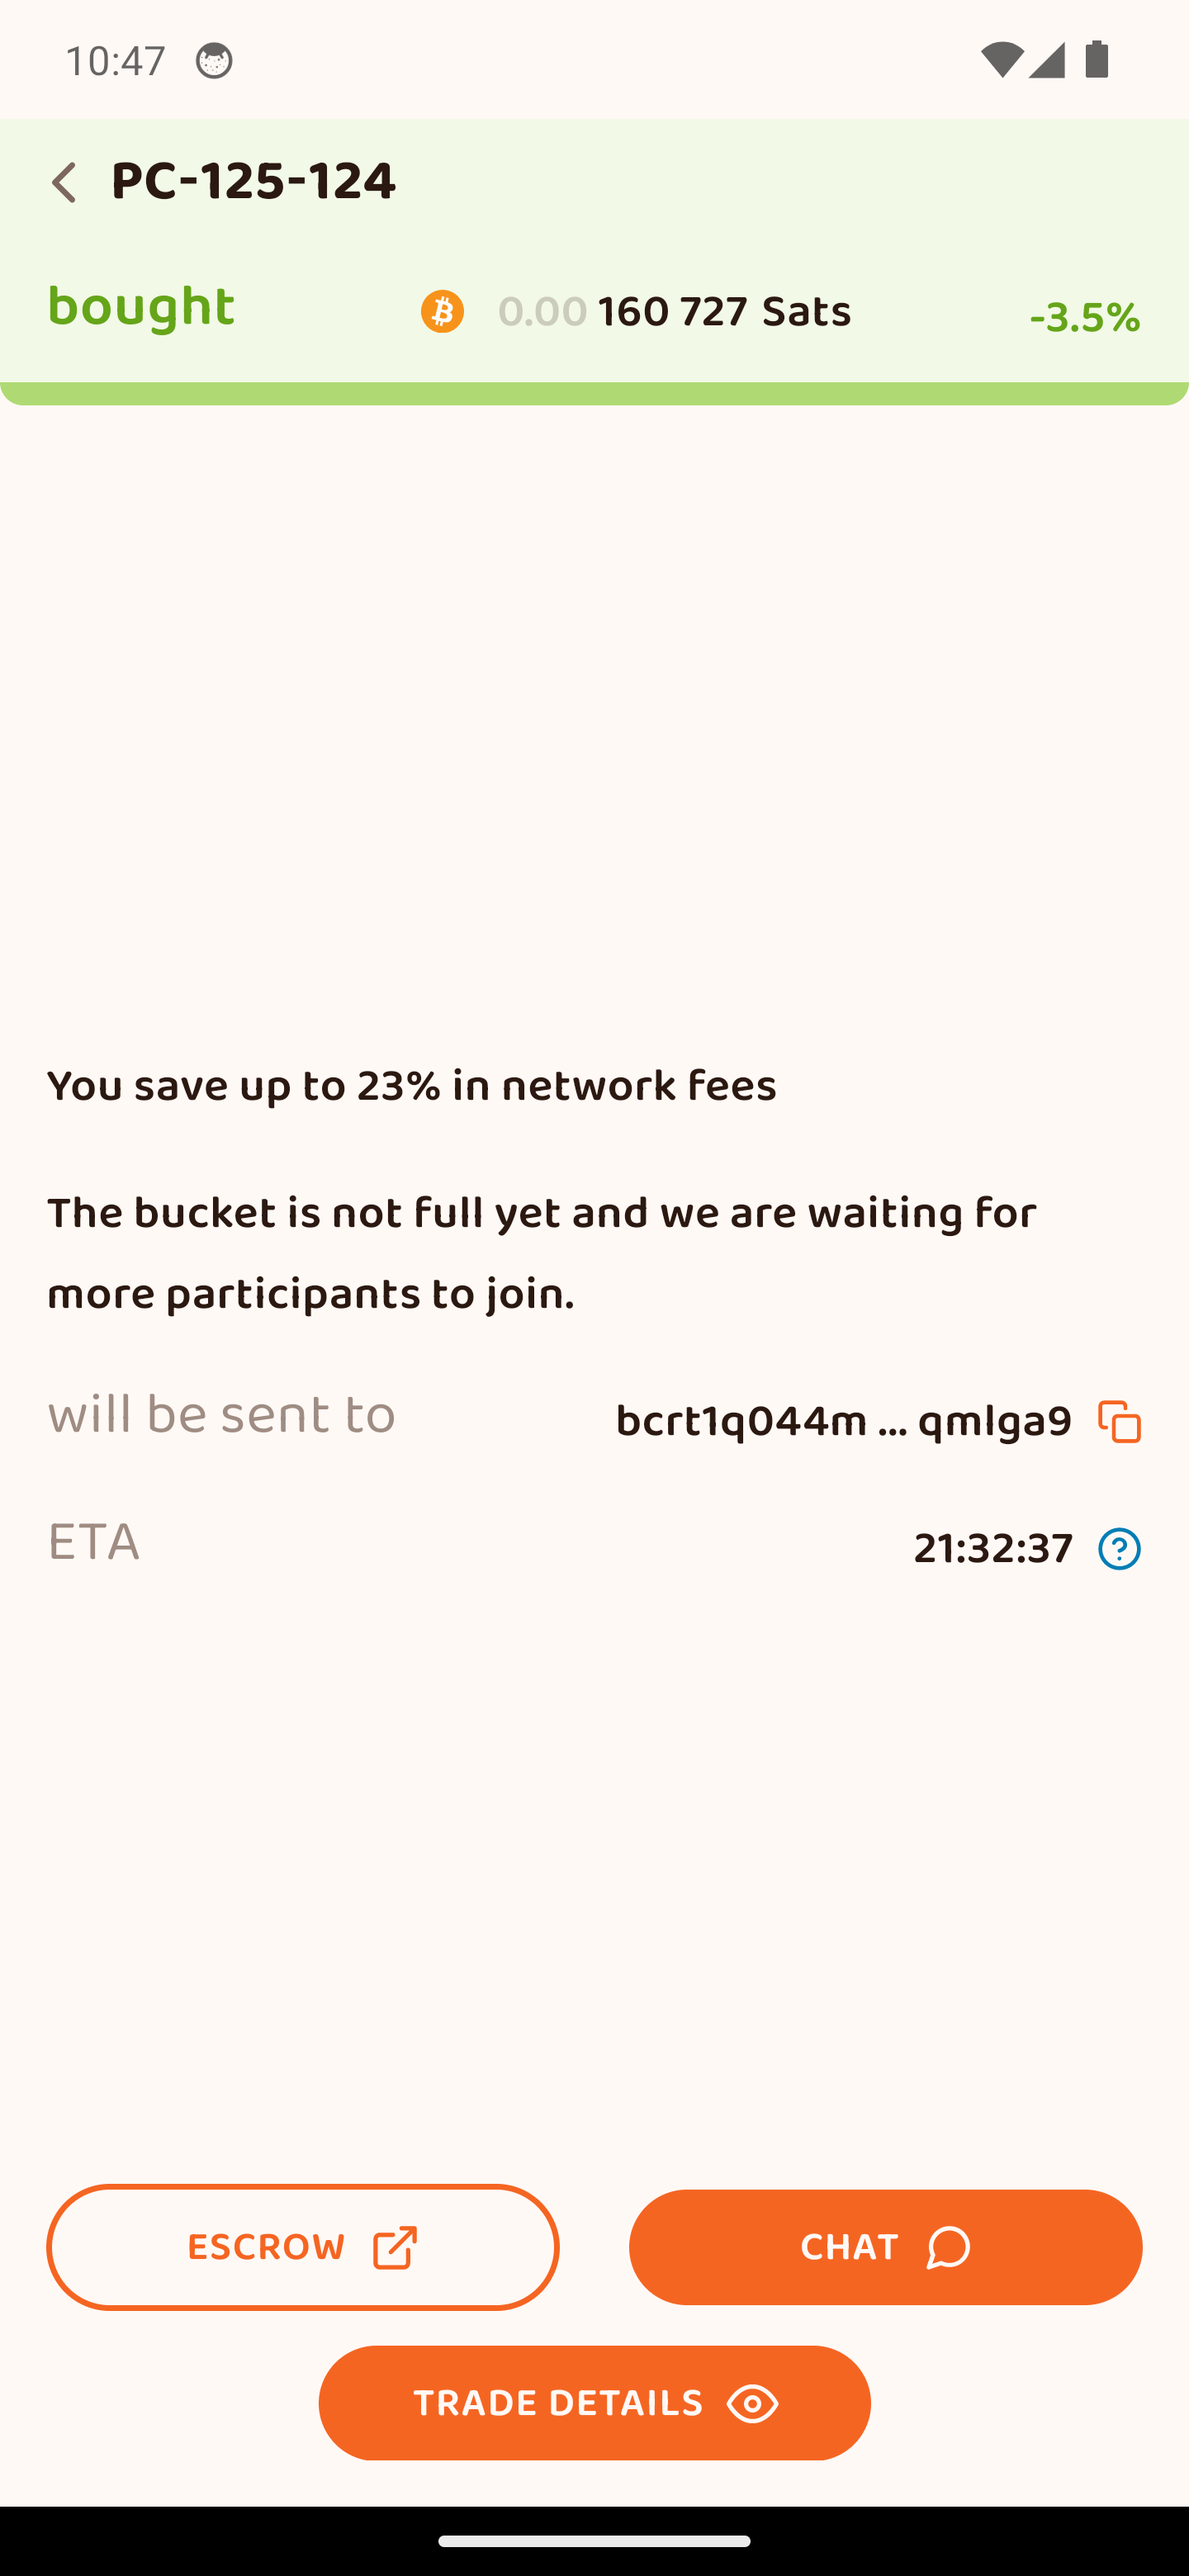 10:47
PC-125-124
bought 0.00 160 727 Sats -3.5%
You save up to 23% in network fees
The bucket is not full yet and we are waiting for
more participants to join.
will be sent to bcrt1q044m ... qmlga9
ETA 21:32:37
ESCROW CHAT
TRADE DETAILS